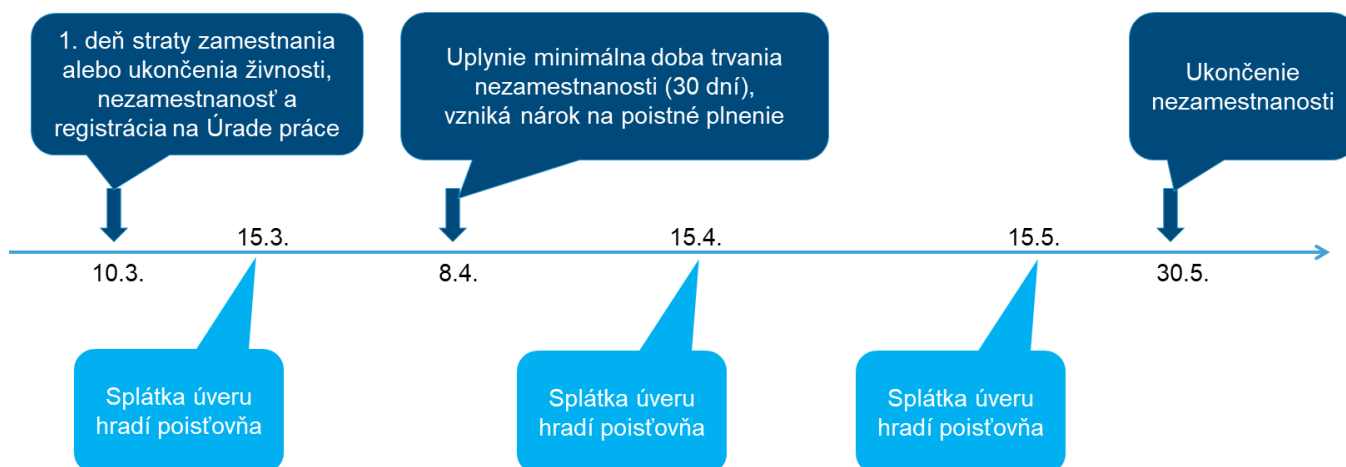 1. deň straty zamestnania
alebo ukončenia živnosti,
nezamestnanosť a
registrácia na Úrade práce
Uplynie minimálna doba trvania
nezamestnanosti (30 dní),
vzniká nárok na poistné plnenie
Ukončenie
nezamestnanosti
15.3.
15.4.
15.5.
10.3.
8.4.
30.5.
Splátka úveru
hradí poisťovňa
Splátka úveru
hradí poisťovňa
Splátka úveru
hradí poisťovňa